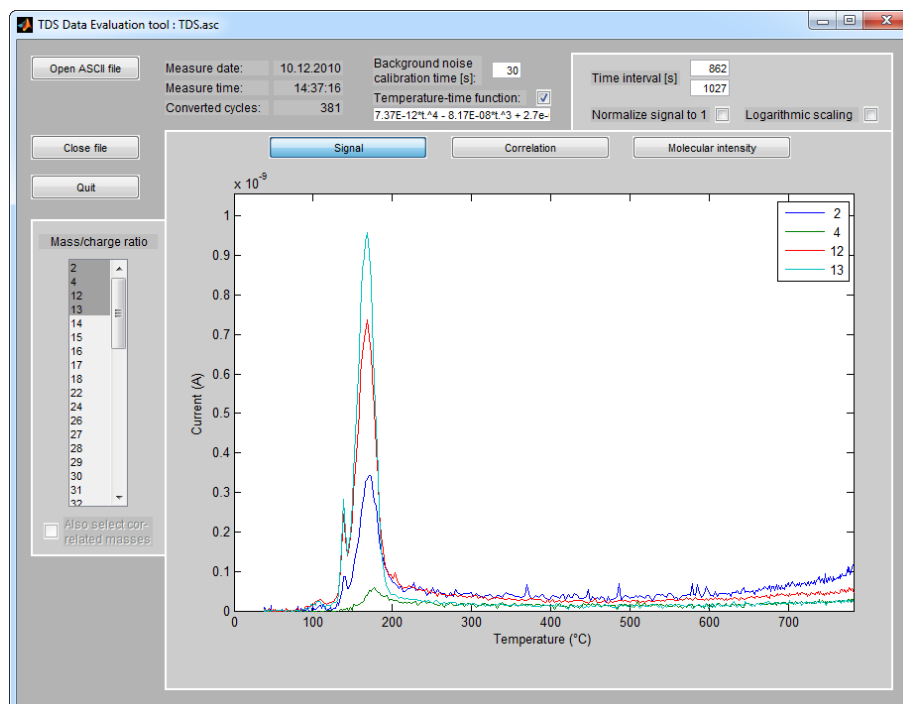 TDS Data Evaluation tool : TDS.asc
Open ASCII file
Close file
Quit
Measure date: 10.12.2010
Measure time: 14:37:16
Converted cycles: 381
Background noise
calibration time [s]: 30
Temperature-time function:
7.37E-12*t.^4 - 8.17E-08*t.^3 + 2.7e-
Time interval [s] 862
1027
Normalize signal to 1 Logarithmic scaling
Signal Correlation Molecular intensity
Mass/charge ratio
2
4
12
13
14
15
16
17
18
22
24
26
27
28
29
30
31
32
Also select cor-
related masses
x 10^-9
1
0.9
0.8
0.7
0.6
0.5
0.4
0.3
0.2
0.1
0
Current (A)
0 100 200 300 400 500 600 700
Temperature (°C)
2
4
12
13